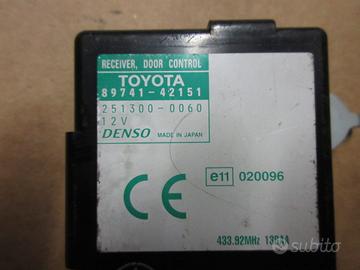 RECEIVER, DOOR CONTROL
TOYOTA
89741-42151
251300-0060
12V
DENSO MADE IN JAPAN
e11 020096
CE
433.92MHz 138A4
subito